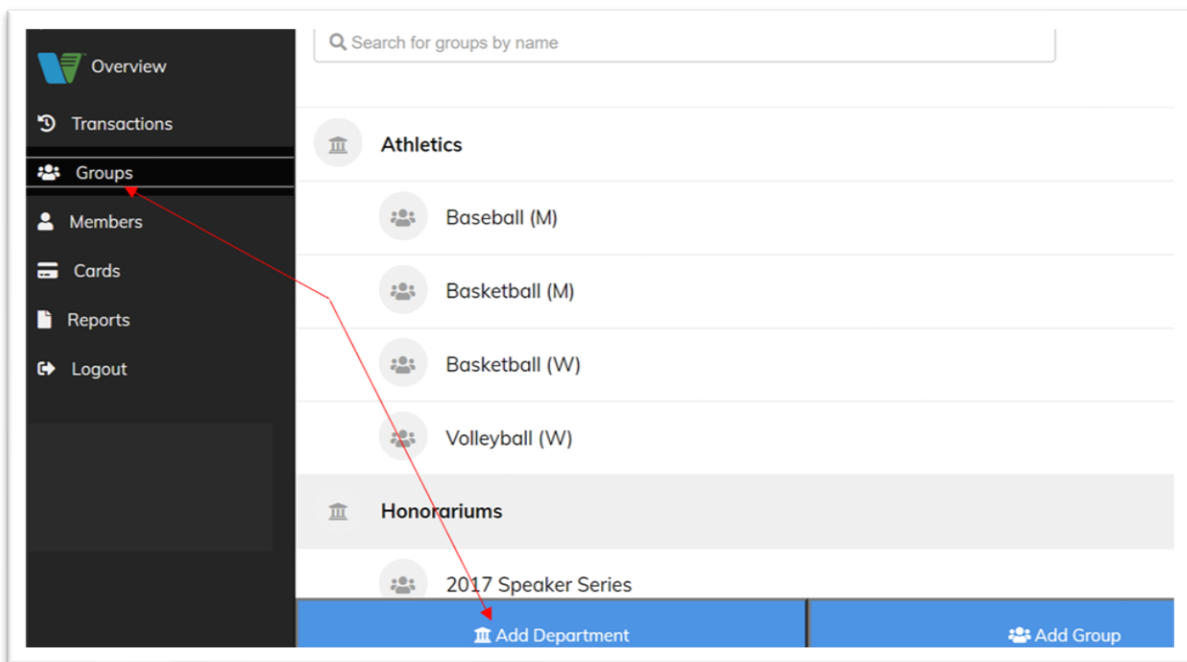 Search for groups by name
Overview
Transactions
Groups
Members
Cards
Reports
Logout
Athletics
Baseball (M)
Basketball (M)
Basketball (W)
Volleyball (W)
Honorariums
2017 Speaker Series
Add Department
Add Group